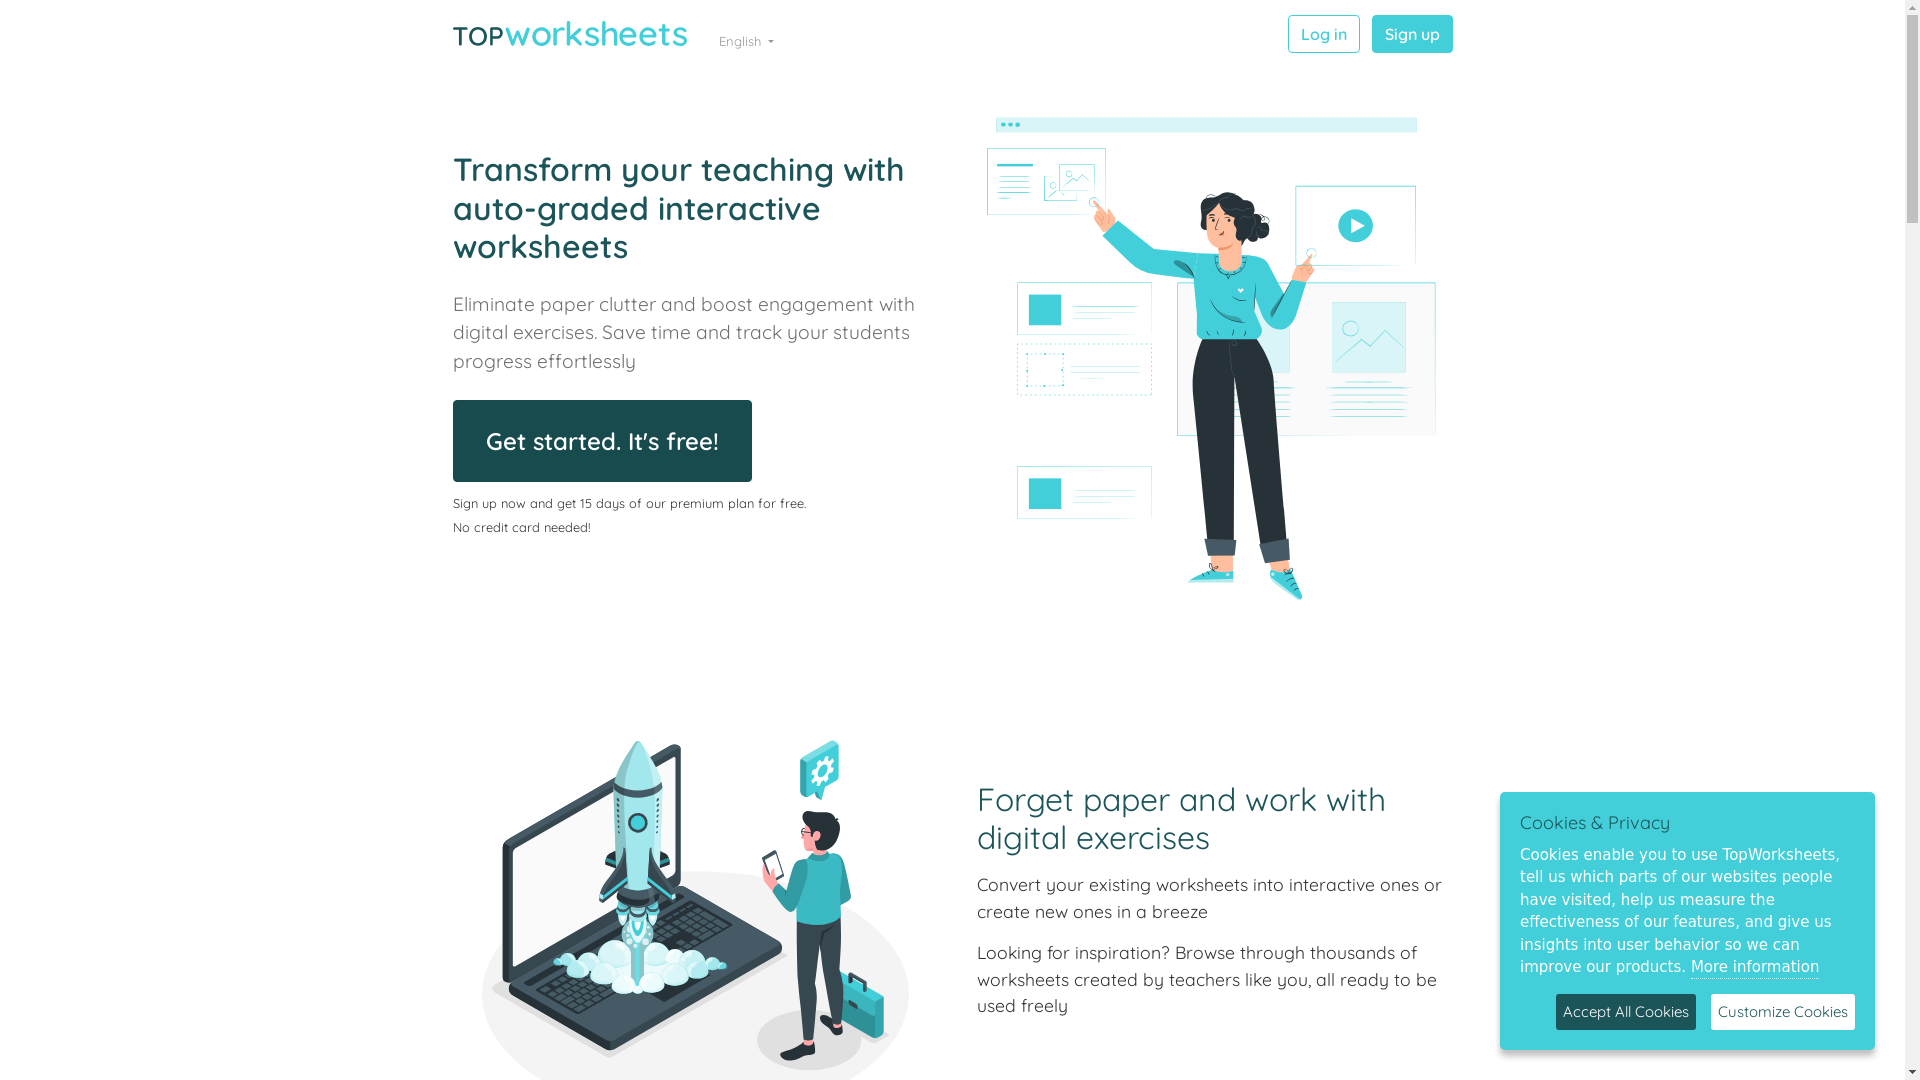 TOPworksheets
English
Log in
Sign up
Transform your teaching with
auto-graded interactive
worksheets
Eliminate paper clutter and boost engagement with
digital exercises. Save time and track your students
progress effortlessly
Get started. It's free!
Sign up now and get 15 days of our premium plan for free.
No credit card needed!
Forget paper and work with
digital exercises
Convert your existing worksheets into interactive ones or
create new ones in a breeze
Looking for inspiration? Browse through thousands of
worksheets created by teachers like you, all ready to be
used freely
Cookies & Privacy
Cookies enable you to use TopWorksheets,
tell us which parts of our websites people
have visited, help us measure the
effectiveness of our features, and give us
insights into user behavior so we can
improve our products. More information
Accept All Cookies
Customize Cookies